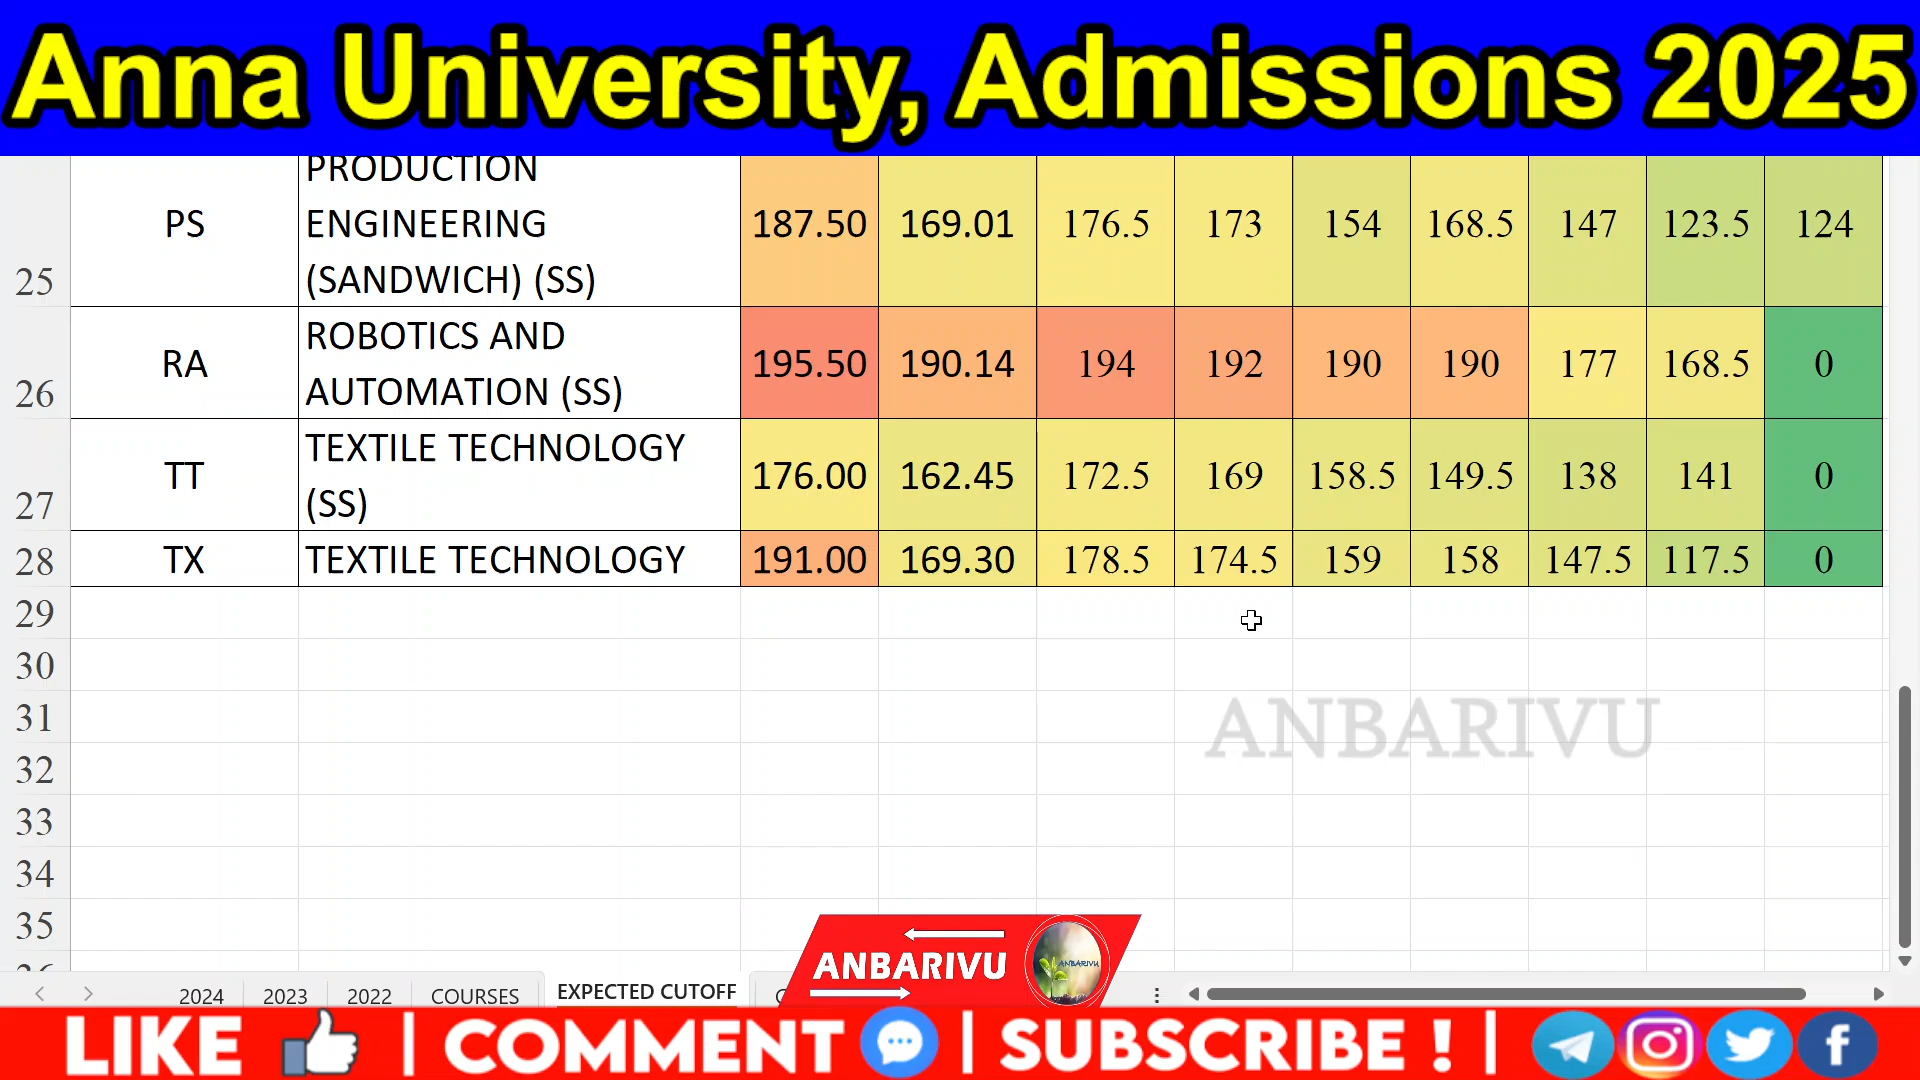 Anna University, Admissions 2025
PRODUCTION
ENGINEERING
(SANDWICH) (SS)
25 PS 187.50 169.01 176.5 173 154 168.5 147 123.5 124
ROBOTICS AND
AUTOMATION (SS)
26 RA 195.50 190.14 194 192 190 190 177 168.5 0
TEXTILE TECHNOLOGY
(SS)
27 TT 176.00 162.45 172.5 169 158.5 149.5 138 141 0
28 TX TEXTILE TECHNOLOGY 191.00 169.30 178.5 174.5 159 158 147.5 117.5 0
29
30
31
ANBARIVU
32
33
34
35
ANBARIVU
ANBARIVU
2024 2023 2022 COURSES EXPECTED CUTOFF
LIKE | COMMENT | SUBSCRIBE ! |